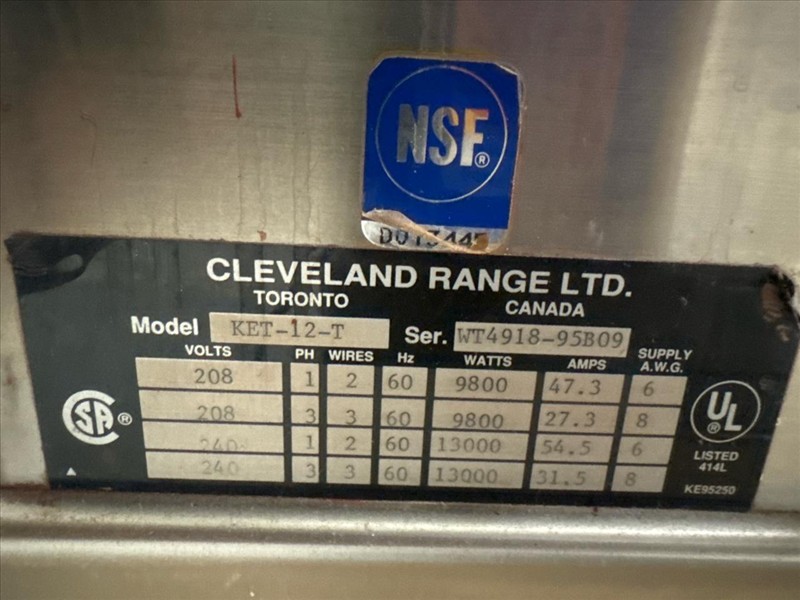 NSF®
CLEVELAND RANGE LTD.
TORONTO CANADA
Model KET-12-T Ser. WT4918-95B09
VOLTS PH WIRES Hz WATTS AMPS SUPPLY A.W.G.
208 1 2 60 9800 47.3 6
208 3 3 60 9800 27.3 8
240 1 2 60 13000 54.5 6
240 3 3 60 13000 31.5 8
SA®
UL®
LISTED
414L
KE95250